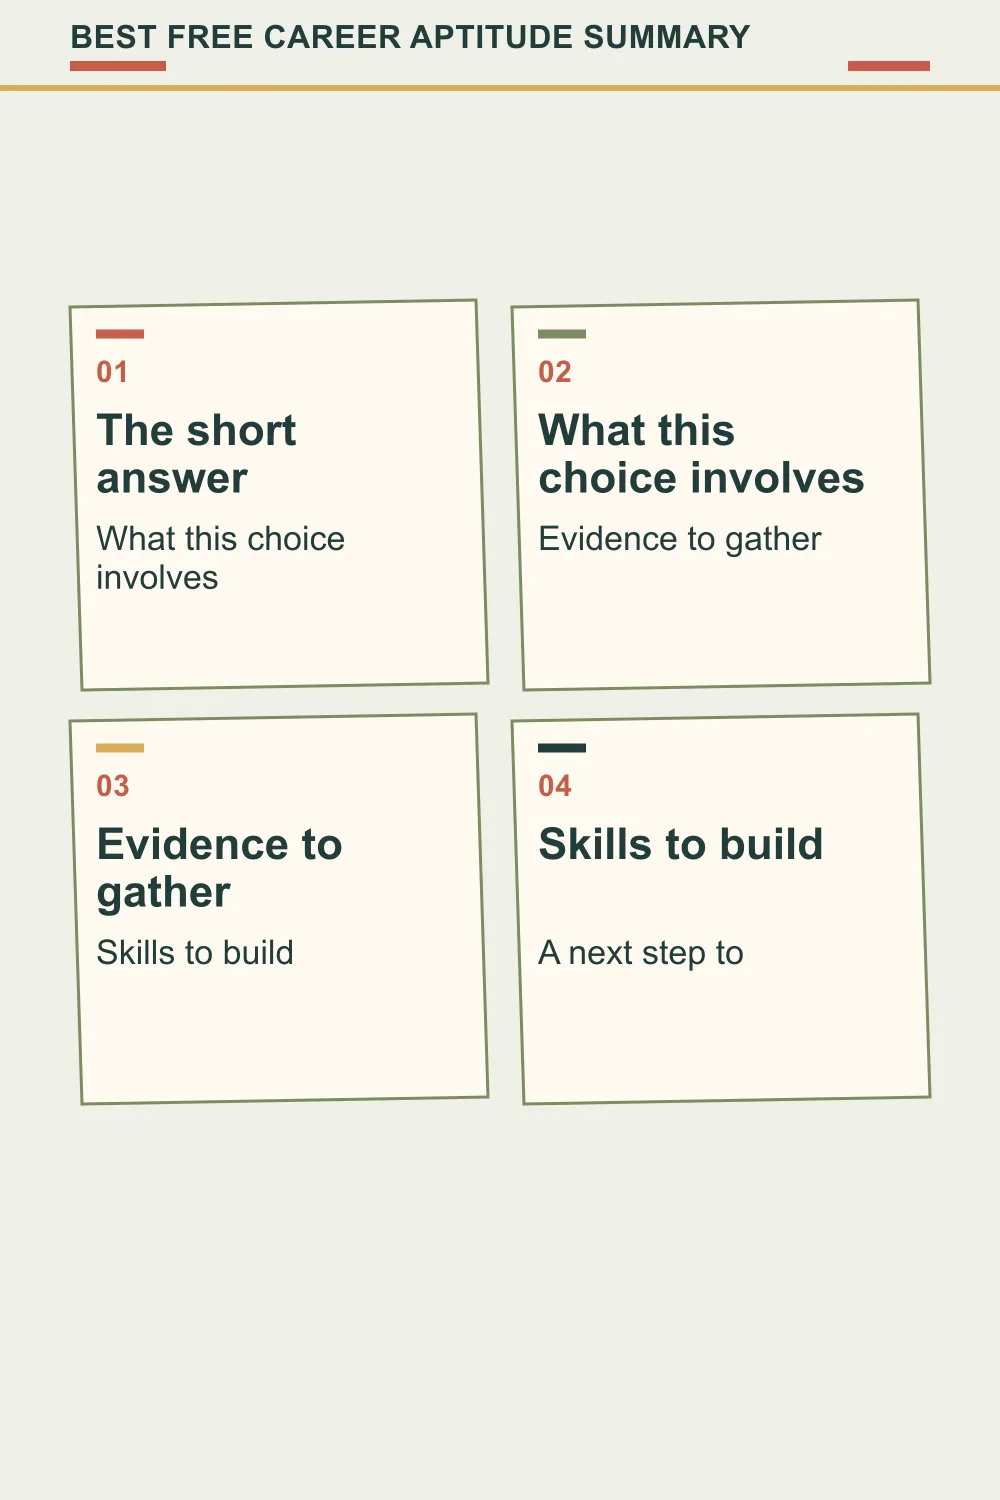 BEST FREE CAREER APTITUDE SUMMARY
01
The short
answer
What this choice
involves
02
What this
choice involves
Evidence to gather
03
Evidence to
gather
Skills to build
04
Skills to build
A next step to